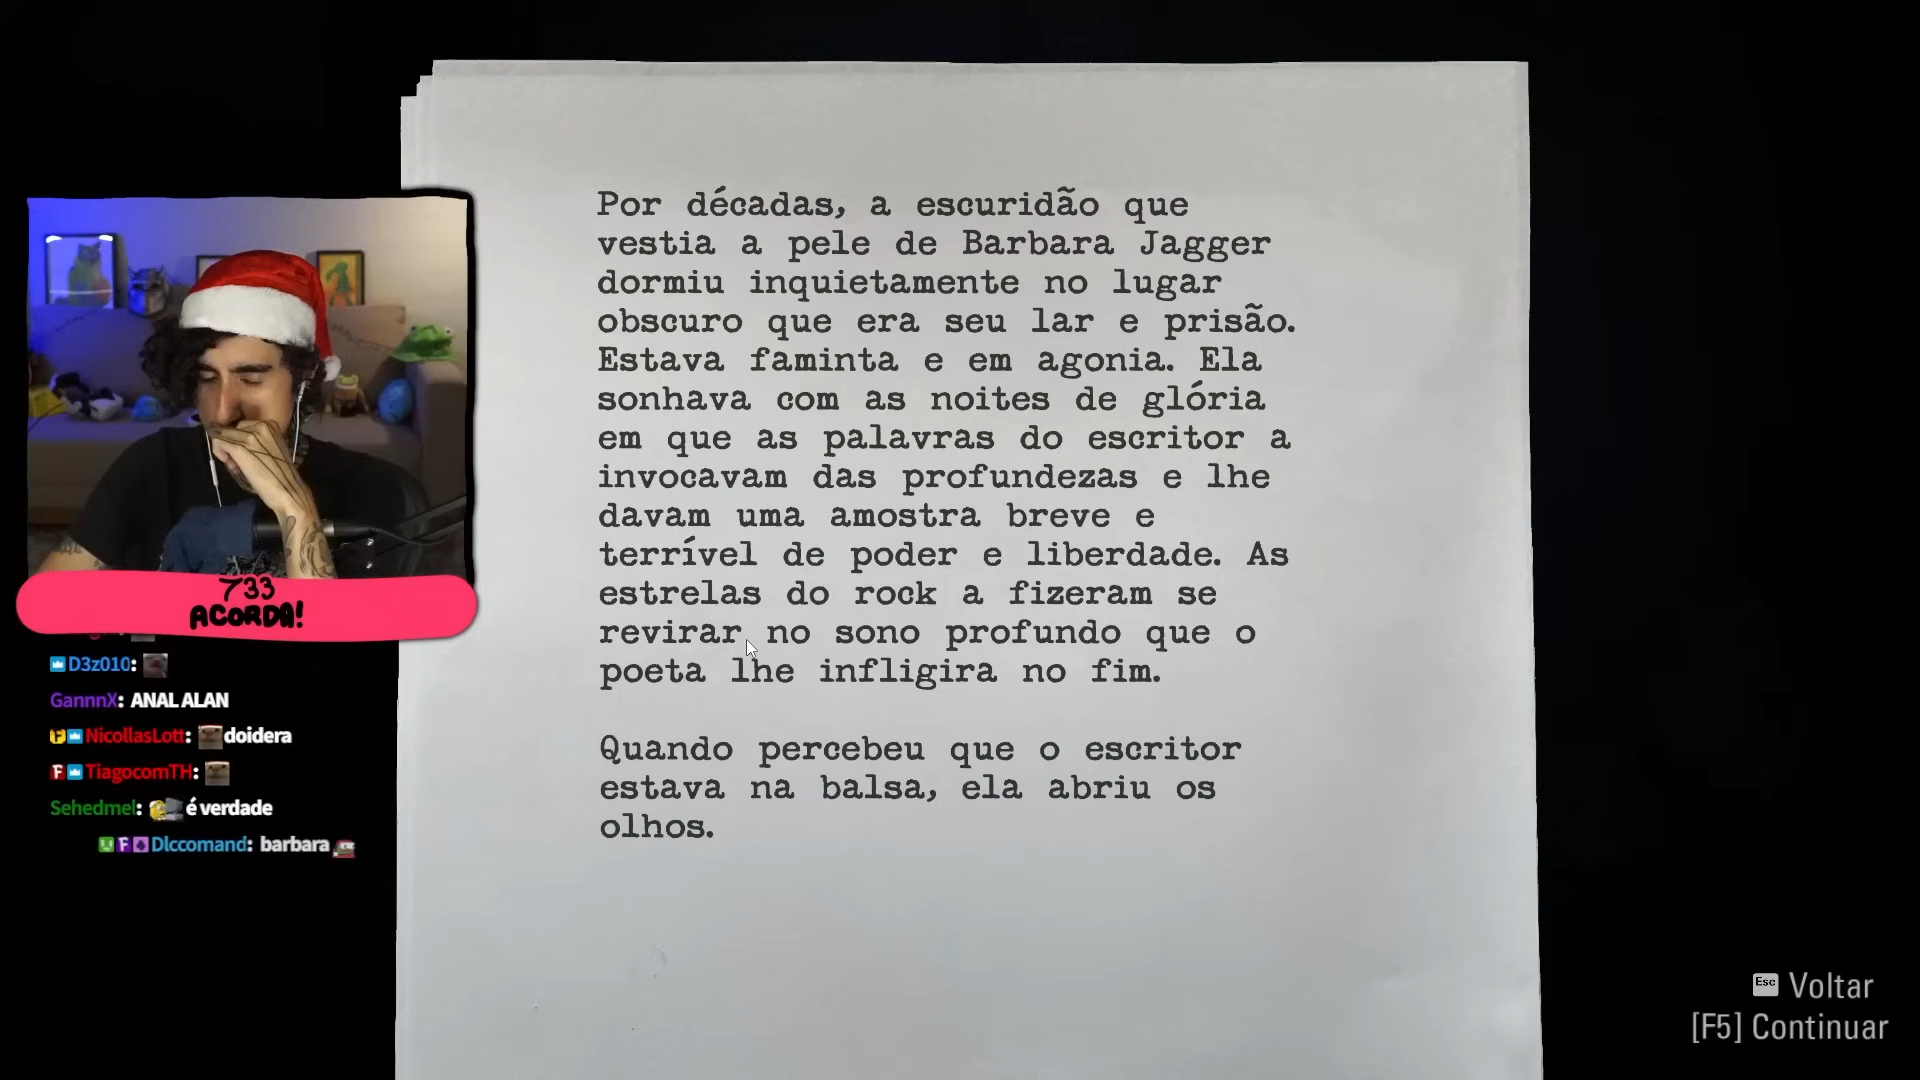 Por décadas, a escuridão que
vestia a pele de Barbara Jagger
dormiu inquietamente no lugar
obscuro que era seu lar e prisão.
Estava faminta e em agonia. Ela
sonhava com as noites de glória
em que as palavras do escritor a
invocavam das profundezas e lhe
davam uma amostra breve e
terrível de poder e liberdade. As
estrelas do rock a fizeram se
revirar no sono profundo que o
poeta lhe infligira no fim.
Quando percebeu que o escritor
estava na balsa, ela abriu os
olhos.
733
ACORDA!
D3z010:
GannnX: ANAL ALAN
NicollasLott: doidera
TiagocomTH:
Sehedmel: é verdade
Dlccomand: barbara
Esc Voltar
[F5] Continuar